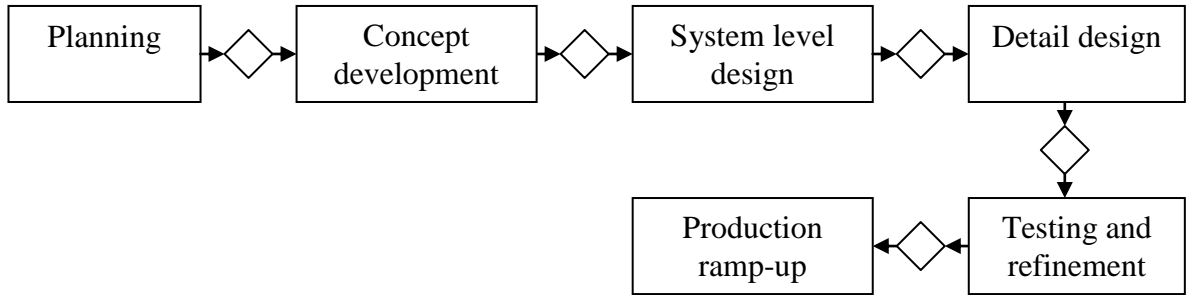 Planning
Concept
development
System level
design
Detail design
Production
ramp-up
Testing and
refinement